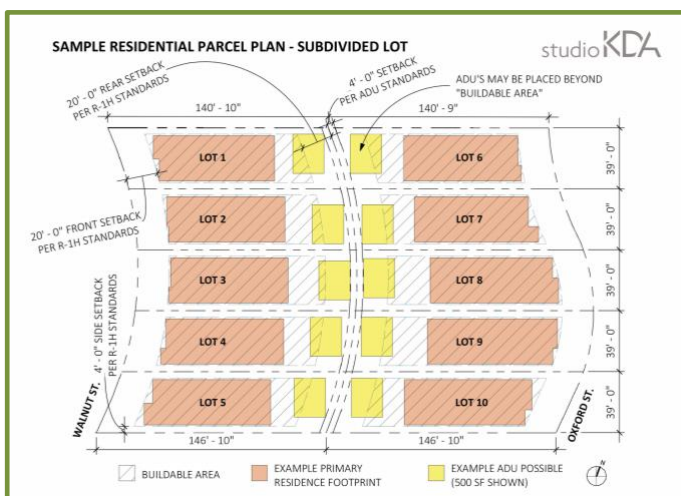 SAMPLE RESIDENTIAL PARCEL PLAN - SUBDIVIDED LOT
studio KDA
20' - 0" REAR SETBACK
PER R-1H STANDARDS
4' - 0" SETBACK
PER ADU STANDARDS
ADU'S MAY BE PLACED BEYOND
"BUILDABLE AREA"
140' - 10"
140' - 9"
LOT 1
LOT 6
39' - 0"
20' - 0" FRONT SETBACK
PER R-1H STANDARDS
LOT 2
LOT 7
39' - 0"
LOT 3
LOT 8
39' - 0"
4' - 0" SIDE SETBACK
PER R-1H STANDARDS
LOT 4
LOT 9
39' - 0"
LOT 5
LOT 10
39' - 0"
WALNUT ST.
OXFORD ST.
146' - 10"
146' - 10"
BUILDABLE AREA
EXAMPLE PRIMARY
RESIDENCE FOOTPRINT
EXAMPLE ADU POSSIBLE
(500 SF SHOWN)
N